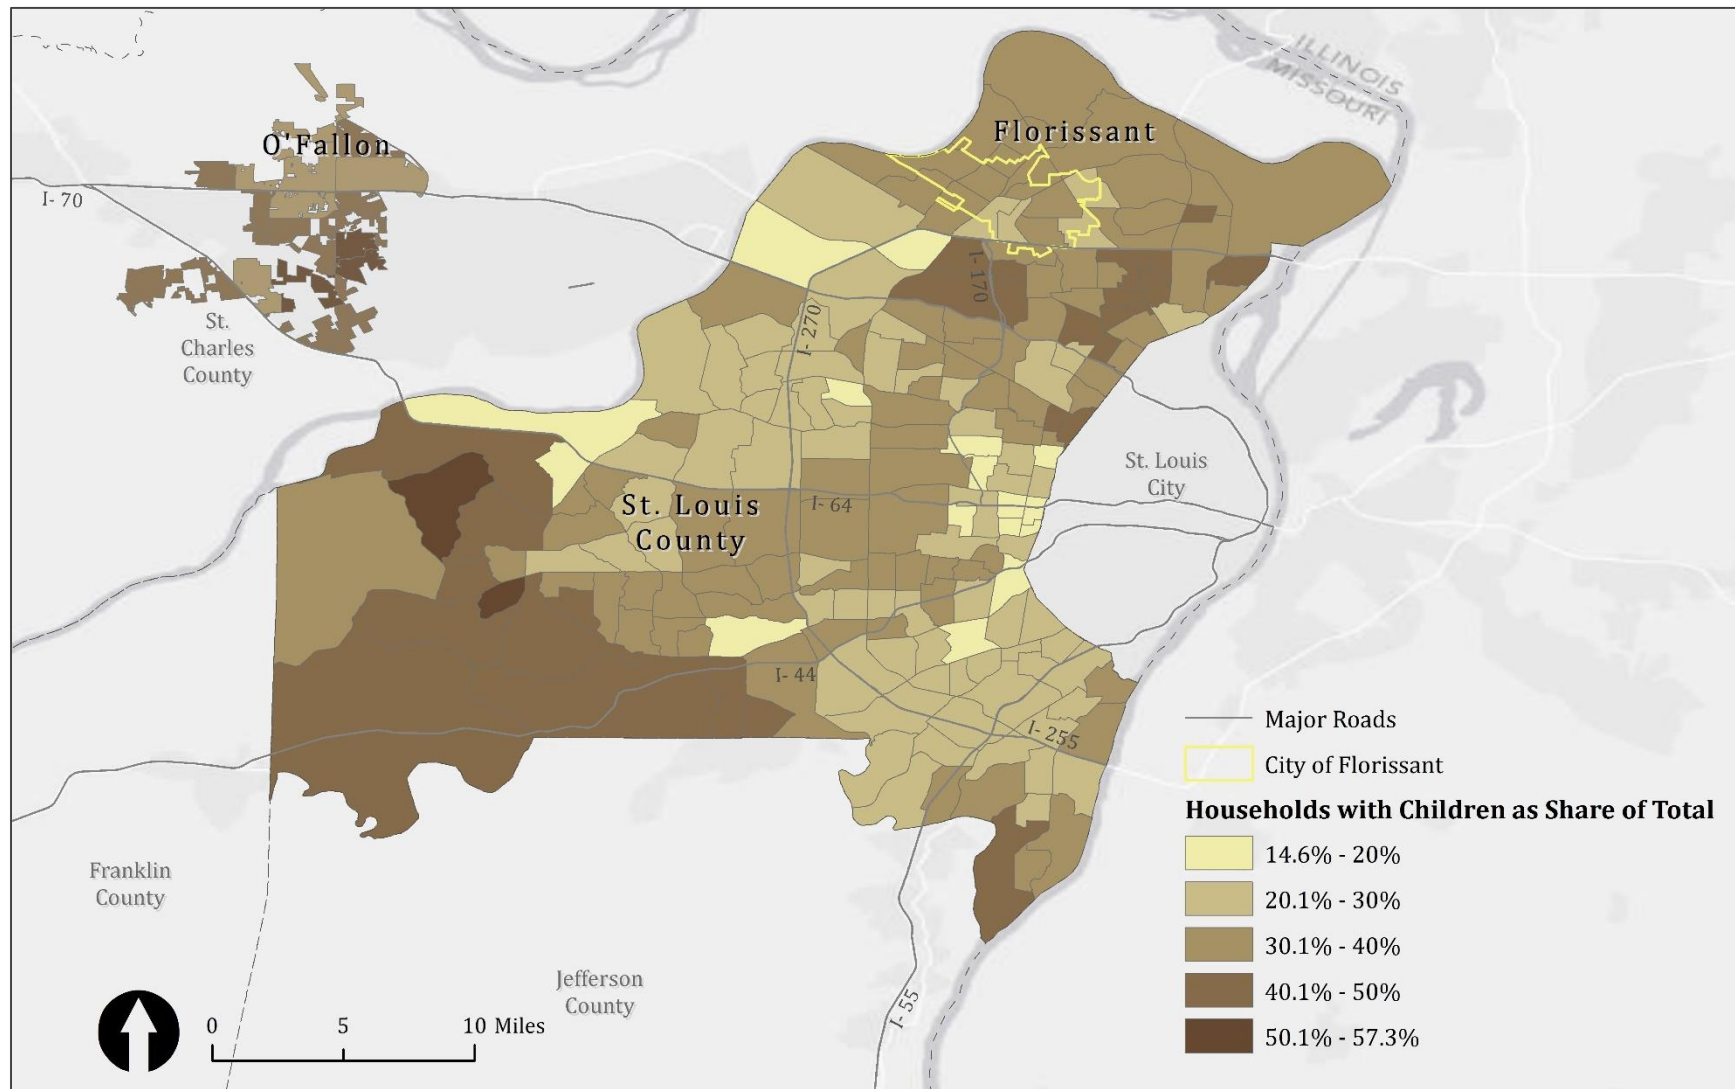 ILLINOIS
MISSOURI
O'Fallon
Florissant
I- 70
I- 170
I- 270
St.
Charles
County
St. Louis
City
St. Louis
County
I- 64
I- 44
I- 255
Major Roads
City of Florissant
Households with Children as Share of Total
14.6% - 20%
20.1% - 30%
30.1% - 40%
40.1% - 50%
50.1% - 57.3%
Franklin
County
Jefferson
County
I- 55
0 5 10 Miles